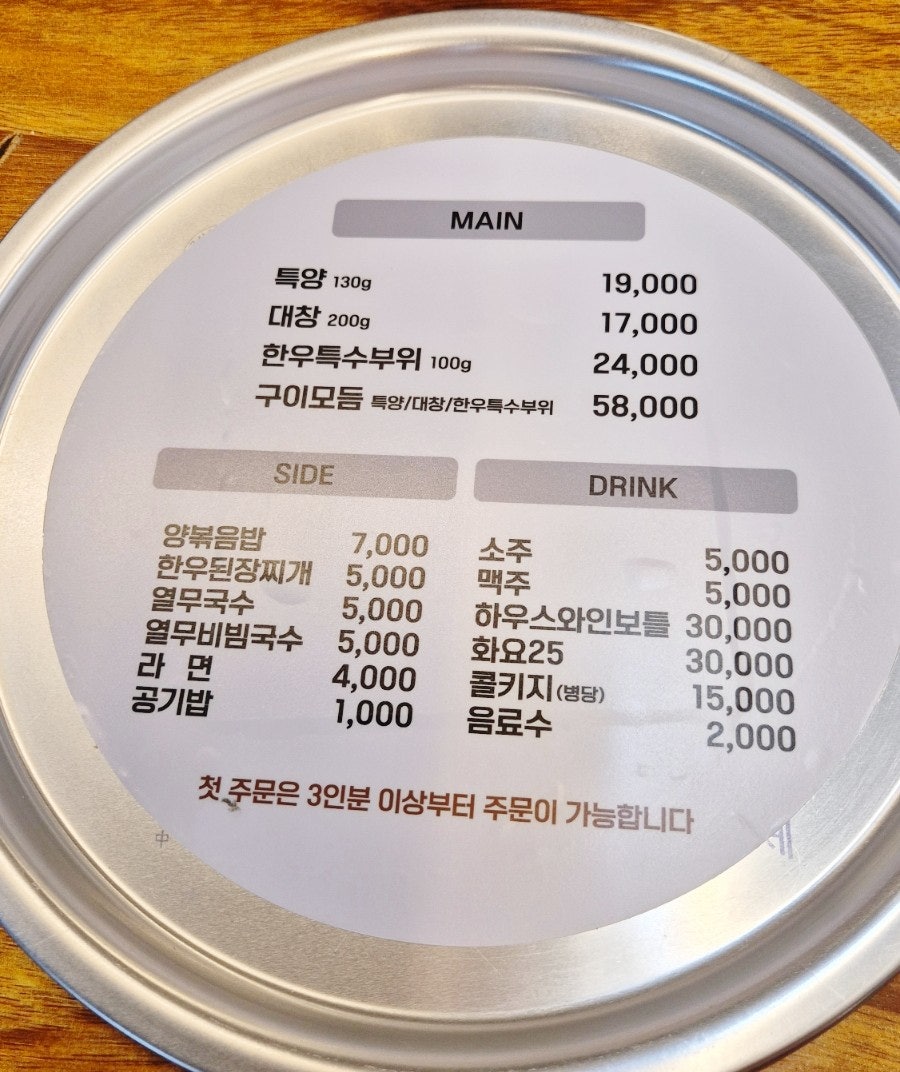 MAIN
특양 130g 19,000
대창 200g 17,000
한우특수부위 100g 24,000
구이모듬 특양/대창/한우특수부위 58,000
SIDE
양볶음밥 7,000
한우된장찌개 5,000
열무국수 5,000
열무비빔국수 5,000
라 면 4,000
공기밥 1,000
DRINK
소주 5,000
맥주 5,000
하우스와인보틀 30,000
화요25 30,000
콜키지(병당) 15,000
음료수 2,000
첫 주문은 3인분 이상부터 주문이 가능합니다
中